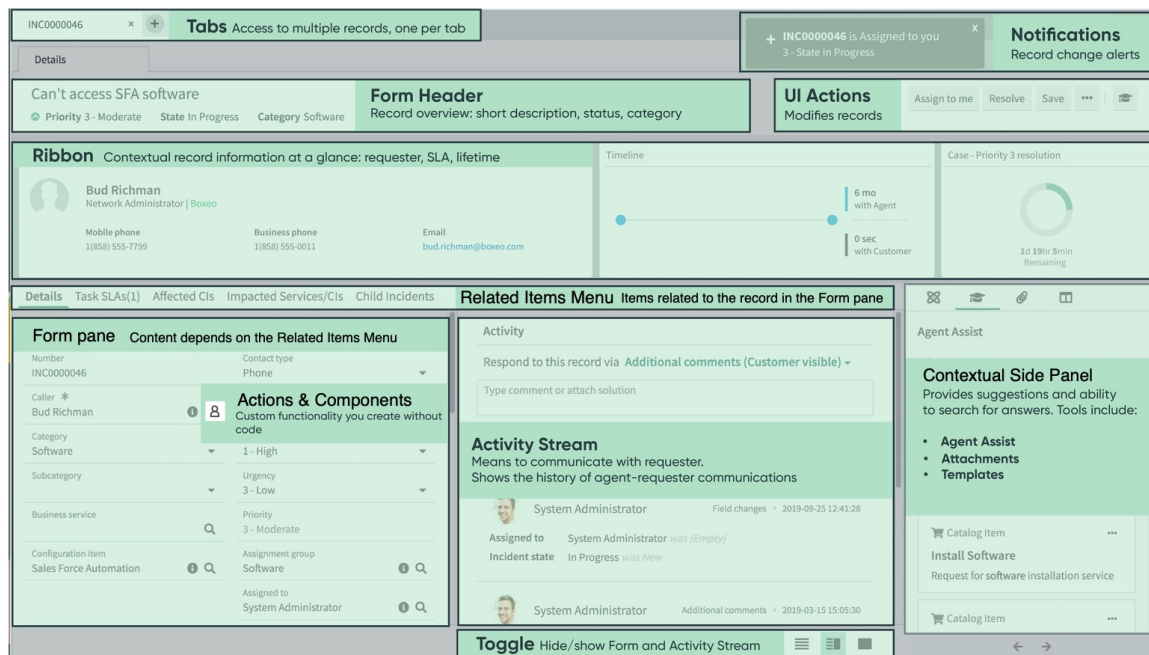 INC0000046 × +
Tabs Access to multiple records, one per tab
+ INC0000046 is Assigned to you X
3 - State In Progress
Notifications
Record change alerts
Details
Can't access SFA software
Priority 3 - Moderate State In Progress Category Software
Form Header
Record overview: short description, status, category
UI Actions
Modifies records
Assign to me Resolve Save •••
Ribbon Contextual record information at a glance: requester, SLA, lifetime
Bud Richman
Network Administrator | Boxeo
Mobile phone Business phone Email
1(858) 555-7799 1(858) 555-0011 bud.richman@boxeo.com
Timeline
6 mo
with Agent
0 sec
with Customer
Case - Priority 3 resolution
1d 19hr 5min
Remaining
Details Task SLAs(1) Affected CIs Impacted Services/CIs Child Incidents
Related Items Menu Items related to the record in the Form pane
Form pane Content depends on the Related Items Menu
Number Contact type
INC0000046 Phone
Caller *
Bud Richman
Actions & Components
Custom functionality you create without
code
Category
Software 1 - High
Subcategory Urgency
3 - Low
Business service Priority
3 - Moderate
Configuration item Assignment group
Sales Force Automation Software
Assigned to
System Administrator
Activity
Respond to this record via Additional comments (Customer visible)
Type comment or attach solution
Activity Stream
Means to communicate with requester.
Shows the history of agent-requester communications
System Administrator Field changes • 2019-09-25 12:41:28
Assigned to System Administrator was [Empty]
Incident state In Progress was New
System Administrator Additional comments • 2019-03-15 15:05:30
Toggle Hide/show Form and Activity Stream
Agent Assist
Contextual Side Panel
Provides suggestions and ability
to search for answers. Tools include:
• Agent Assist
• Attachments
• Templates
Catalog Item •••
Install Software
Request for software installation service
Catalog Item •••